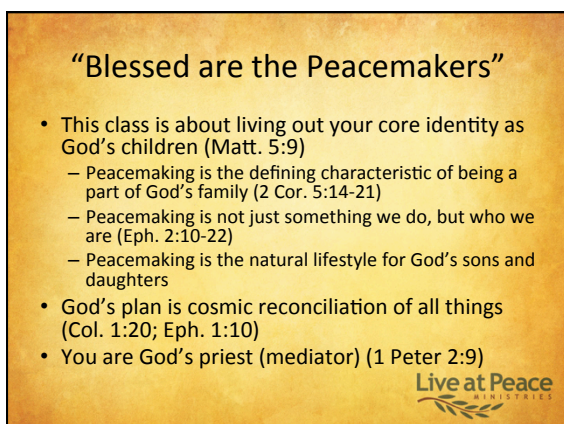 “Blessed are the Peacemakers”
• This class is about living out your core identity as
God’s children (Matt. 5:9)
– Peacemaking is the defining characteristic of being a
part of God’s family (2 Cor. 5:14-21)
– Peacemaking is not just something we do, but who we
are (Eph. 2:10-22)
– Peacemaking is the natural lifestyle for God’s sons and
daughters
• God’s plan is cosmic reconciliation of all things
(Col. 1:20; Eph. 1:10)
• You are God’s priest (mediator) (1 Peter 2:9)
Live at Peace
MINISTRIES